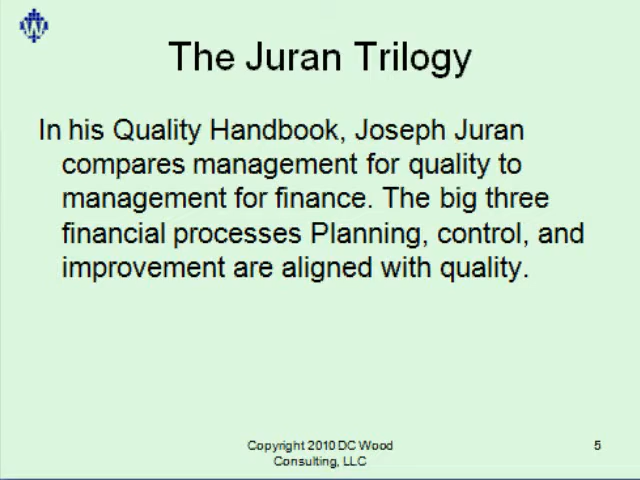 The Juran Trilogy
In his Quality Handbook, Joseph Juran
compares management for quality to
management for finance. The big three
financial processes Planning, control, and
improvement are aligned with quality.
Copyright 2010 DC Wood
Consulting, LLC
5